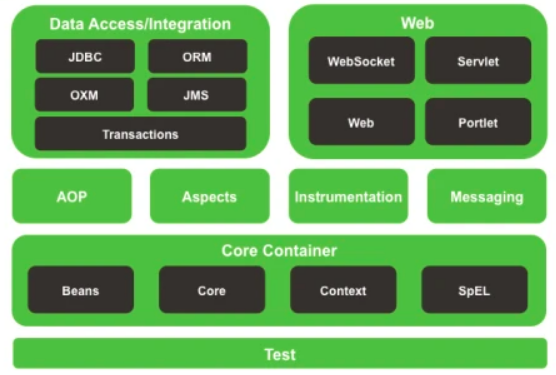 Data Access/Integration
JDBC
ORM
OXM
JMS
Transactions
Web
WebSocket
Servlet
Web
Portlet
AOP
Aspects
Instrumentation
Messaging
Core Container
Beans
Core
Context
SpEL
Test